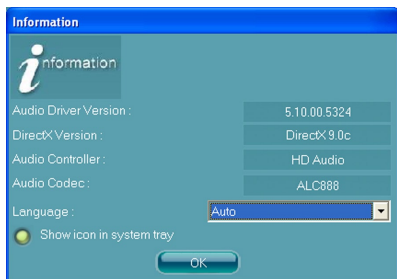 Information
information
Audio Driver Version : 5.10.00.5324
DirectX Version : DirectX 9.0c
Audio Controller : HD Audio
Audio Codec : ALC888
Language : Auto
Show icon in system tray
OK